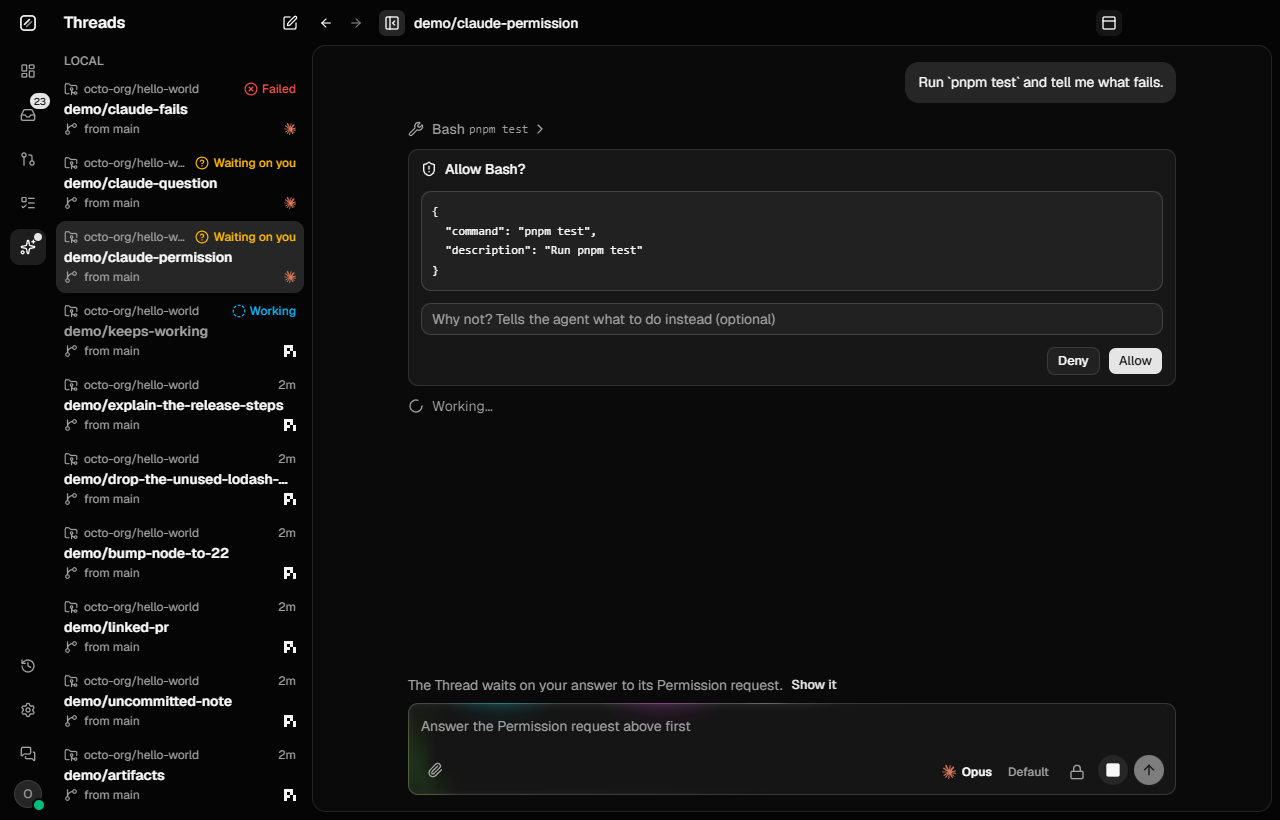 Threads
demo/claude-permission
23
LOCAL
octo-org/hello-world
Failed
demo/claude-fails
from main
octo-org/hello-w…
Waiting on you
demo/claude-question
from main
octo-org/hello-w…
Waiting on you
demo/claude-permission
from main
octo-org/hello-world
Working
demo/keeps-working
from main
octo-org/hello-world
2m
demo/explain-the-release-steps
from main
octo-org/hello-world
2m
demo/drop-the-unused-lodash-…
from main
octo-org/hello-world
2m
demo/bump-node-to-22
from main
octo-org/hello-world
2m
demo/linked-pr
from main
octo-org/hello-world
2m
demo/uncommitted-note
from main
octo-org/hello-world
2m
demo/artifacts
from main
O
Run `pnpm test` and tell me what fails.
Bash pnpm test
Allow Bash?
{
"command": "pnpm test",
"description": "Run pnpm test"
}
Why not? Tells the agent what to do instead (optional)
Deny
Allow
Working…
The Thread waits on your answer to its Permission request. Show it
Answer the Permission request above first
Opus
Default